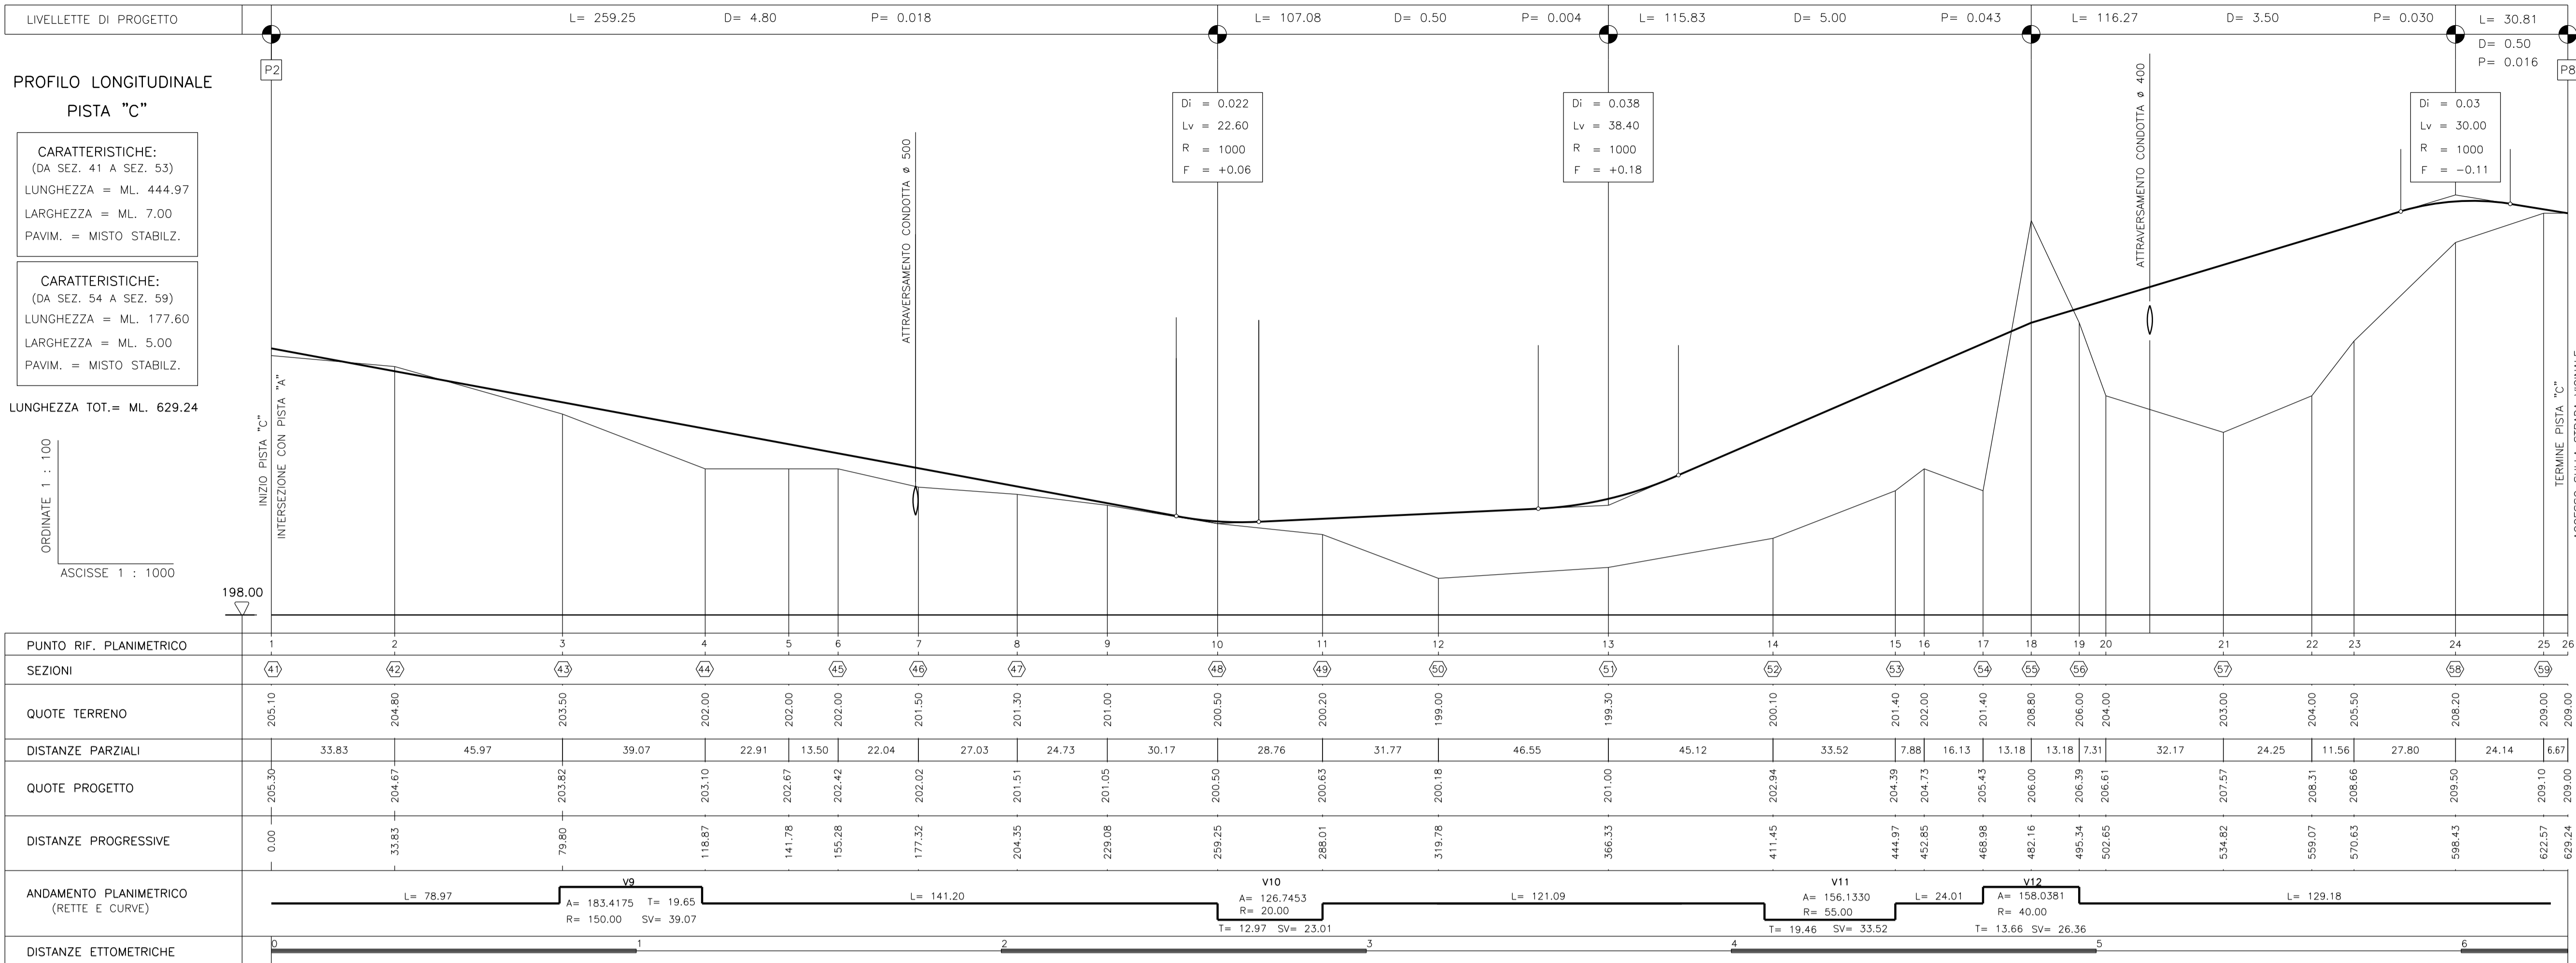 LIVELLETTE DI PROGETTO
L= 259.25 D= 4.80 P= 0.018
L= 107.08 D= 0.50 P= 0.004
L= 115.83 D= 5.00 P= 0.043
L= 116.27 D= 3.50 P= 0.030
L= 30.81
D= 0.50
P= 0.016
P2
P8
PROFILO LONGITUDINALE
PISTA "C"
CARATTERISTICHE:
(DA SEZ. 41 A SEZ. 53)
LUNGHEZZA = ML. 444.97
LARGHEZZA = ML. 7.00
PAVIM. = MISTO STABILZ.
CARATTERISTICHE:
(DA SEZ. 54 A SEZ. 59)
LUNGHEZZA = ML. 177.60
LARGHEZZA = ML. 5.00
PAVIM. = MISTO STABILZ.
LUNGHEZZA TOT.= ML. 629.24
ORDINATE 1 : 100
ASCISSE 1 : 1000
198.00
INIZIO PISTA "C"
INTERSEZIONE CON PISTA "A"
ATTRAVERSAMENTO CONDOTTA ø 500
Di = 0.022
Lv = 22.60
R = 1000
F = +0.06
Di = 0.038
Lv = 38.40
R = 1000
F = +0.18
ATTRAVERSAMENTO CONDOTTA ø 400
Di = 0.03
Lv = 30.00
R = 1000
F = -0.11
TERMINE PISTA "C"
PUNTO RIF. PLANIMETRICO 1 2 3 4 5 6 7 8 9 10 11 12 13 14 15 16 17 18 19 20 21 22 23 24 25 26
SEZIONI 41 42 43 44 45 46 47 48 49 50 51 52 53 54 55 56 57 58 59
QUOTE TERRENO 205.10 204.80 203.50 202.00 202.00 202.00 201.50 201.30 201.00 200.50 200.20 199.00 199.30 200.10 201.40 202.00 201.40 208.80 206.00 204.00 203.00 204.00 205.50 208.20 209.00 209.00
DISTANZE PARZIALI 33.83 45.97 39.07 22.91 13.50 22.04 27.03 24.73 30.17 28.76 31.77 46.55 45.12 33.52 7.88 16.13 13.18 13.18 7.31 32.17 24.25 11.56 27.80 24.14 6.67
QUOTE PROGETTO 205.30 204.67 203.82 203.10 202.67 202.42 202.02 201.51 201.05 200.50 200.63 200.18 201.00 202.94 204.39 204.73 205.43 206.00 206.39 206.61 207.57 208.31 208.66 209.50 209.10 209.00
DISTANZE PROGRESSIVE 0.00 33.83 79.80 118.87 141.78 155.28 177.32 204.35 229.08 259.25 288.01 319.78 366.33 411.45 444.97 452.85 468.98 482.16 495.34 502.65 534.82 559.07 570.63 598.43 622.57 629.24
ANDAMENTO PLANIMETRICO
(RETTE E CURVE)
L= 78.97
V9
A= 183.4175 T= 19.65
R= 150.00 SV= 39.07
L= 141.20
V10
A= 126.7453
R= 20.00
T= 12.97 SV= 23.01
L= 121.09
V11
A= 156.1330
R= 55.00
T= 19.46 SV= 33.52
L= 24.01
V12
A= 158.0381
R= 40.00
T= 13.66 SV= 26.36
L= 129.18
DISTANZE ETTOMETRICHE 0 1 2 3 4 5 6